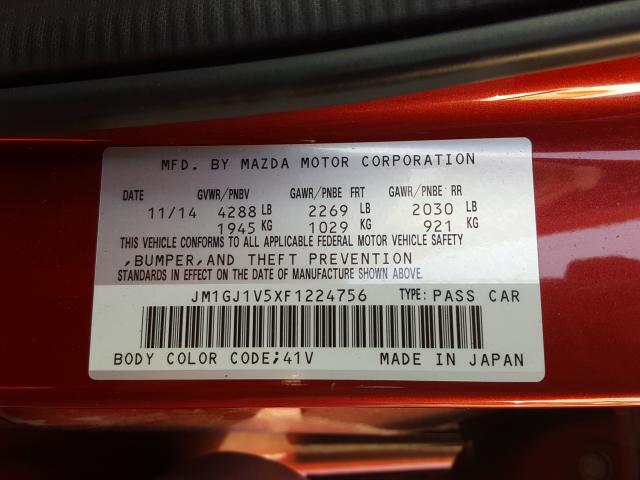 MFD. BY MAZDA MOTOR CORPORATION
DATE GVWR/PNBV GAWR/PNBE FRT GAWR/PNBE RR
11/14 4288 LB 2269 LB 2030 LB
1945 KG 1029 KG 921 KG
THIS VEHICLE CONFORMS TO ALL APPLICABLE FEDERAL MOTOR VEHICLE SAFETY
,BUMPER,AND THEFT PREVENTION
STANDARDS IN EFFECT ON THE DATE OF MANUFACTURE SHOWN ABOVE.
JM1GJ1V5XF1224756 TYPE: PASS CAR
BODY COLOR CODE;41V MADE IN JAPAN